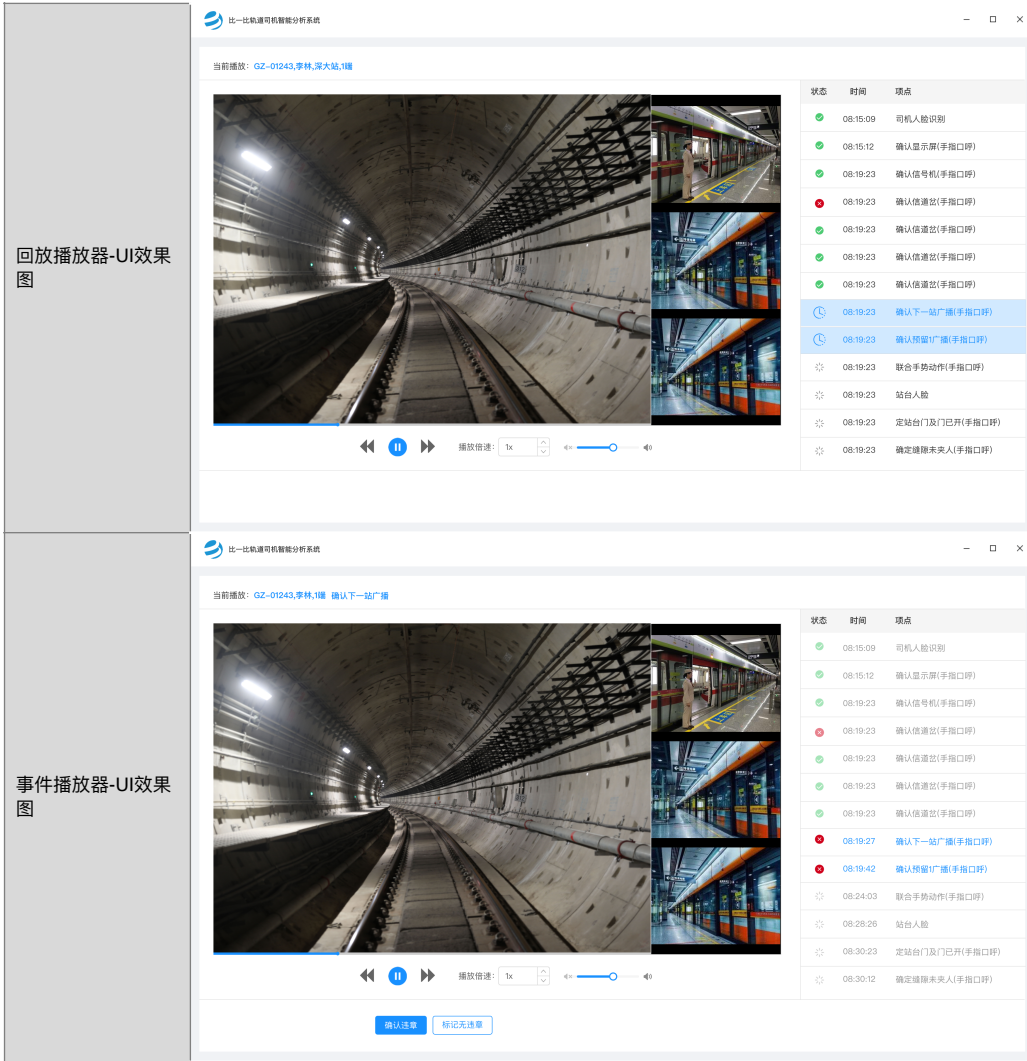 回放播放器-UI效果
图
比一比轨道司机智能分析系统
当前播放: GZ-01243,李林,深大站,1端
状态 时间 项点
08:15:09 司机人脸识别
08:15:12 确认显示屏(手指口呼)
08:19:23 确认信号机(手指口呼)
08:19:23 确认信道岔(手指口呼)
08:19:23 确认信道岔(手指口呼)
08:19:23 确认信道岔(手指口呼)
08:19:23 确认信道岔(手指口呼)
08:19:23 确认下一站广播(手指口呼)
08:19:23 确认预留1广播(手指口呼)
08:19:23 联合手势动作(手指口呼)
08:19:23 站台人脸
08:19:23 定站台门及门已开(手指口呼)
08:19:23 确定缝隙未夹人(手指口呼)
播放倍速: 1x
事件播放器-UI效果
图
比一比轨道司机智能分析系统
当前播放: GZ-01243,李林,1端 确认下一站广播
状态 时间 项点
08:15:09 司机人脸识别
08:15:12 确认显示屏(手指口呼)
08:19:23 确认信号机(手指口呼)
08:19:23 确认信道岔(手指口呼)
08:19:23 确认信道岔(手指口呼)
08:19:23 确认信道岔(手指口呼)
08:19:23 确认信道岔(手指口呼)
08:19:27 确认下一站广播(手指口呼)
08:19:42 确认预留1广播(手指口呼)
08:24:03 联合手势动作(手指口呼)
08:28:26 站台人脸
08:30:23 定站台门及门已开(手指口呼)
08:30:12 确定缝隙未夹人(手指口呼)
播放倍速: 1x
确认违章 标记无违章